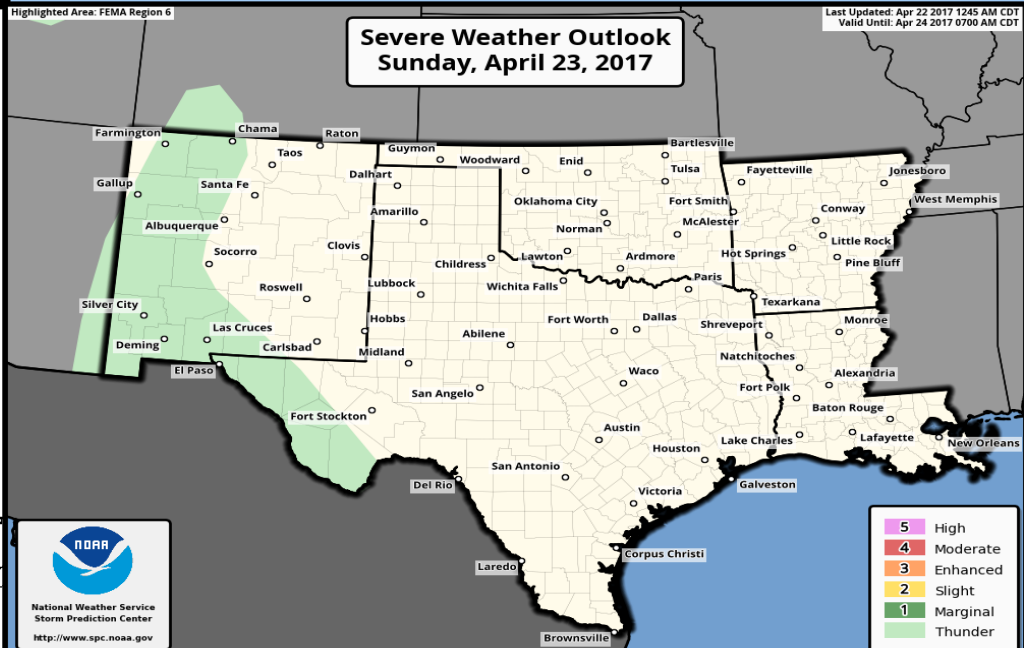 Highlighted Area: FEMA Region 6
Last Updated: Apr 22 2017 1245 AM CDT
Valid Until: Apr 24 2017 0700 AM CDT
Severe Weather Outlook
Sunday, April 23, 2017
Farmington
Chama
Raton
Guymon
Bartlesville
Taos
Woodward
Enid
Tulsa
Fayetteville
Jonesboro
Gallup
Santa Fe
Dalhart
Fort Smith
West Memphis
Albuquerque
Amarillo
Oklahoma City
McAlester
Conway
Norman
Little Rock
Socorro
Clovis
Childress
Lawton
Ardmore
Hot Springs
Pine Bluff
Roswell
Lubbock
Wichita Falls
Paris
Texarkana
Silver City
Las Cruces
Hobbs
Abilene
Fort Worth
Dallas
Shreveport
Monroe
Deming
Carlsbad
Midland
Natchitoches
El Paso
San Angelo
Waco
Fort Polk
Alexandria
Fort Stockton
Austin
Baton Rouge
Houston
Lake Charles
Lafayette
New Orleans
Del Rio
San Antonio
Victoria
Galveston
Laredo
Corpus Christi
Brownsville
NOAA
National Weather Service
Storm Prediction Center
http://www.spc.noaa.gov
5 High
4 Moderate
3 Enhanced
2 Slight
1 Marginal
Thunder